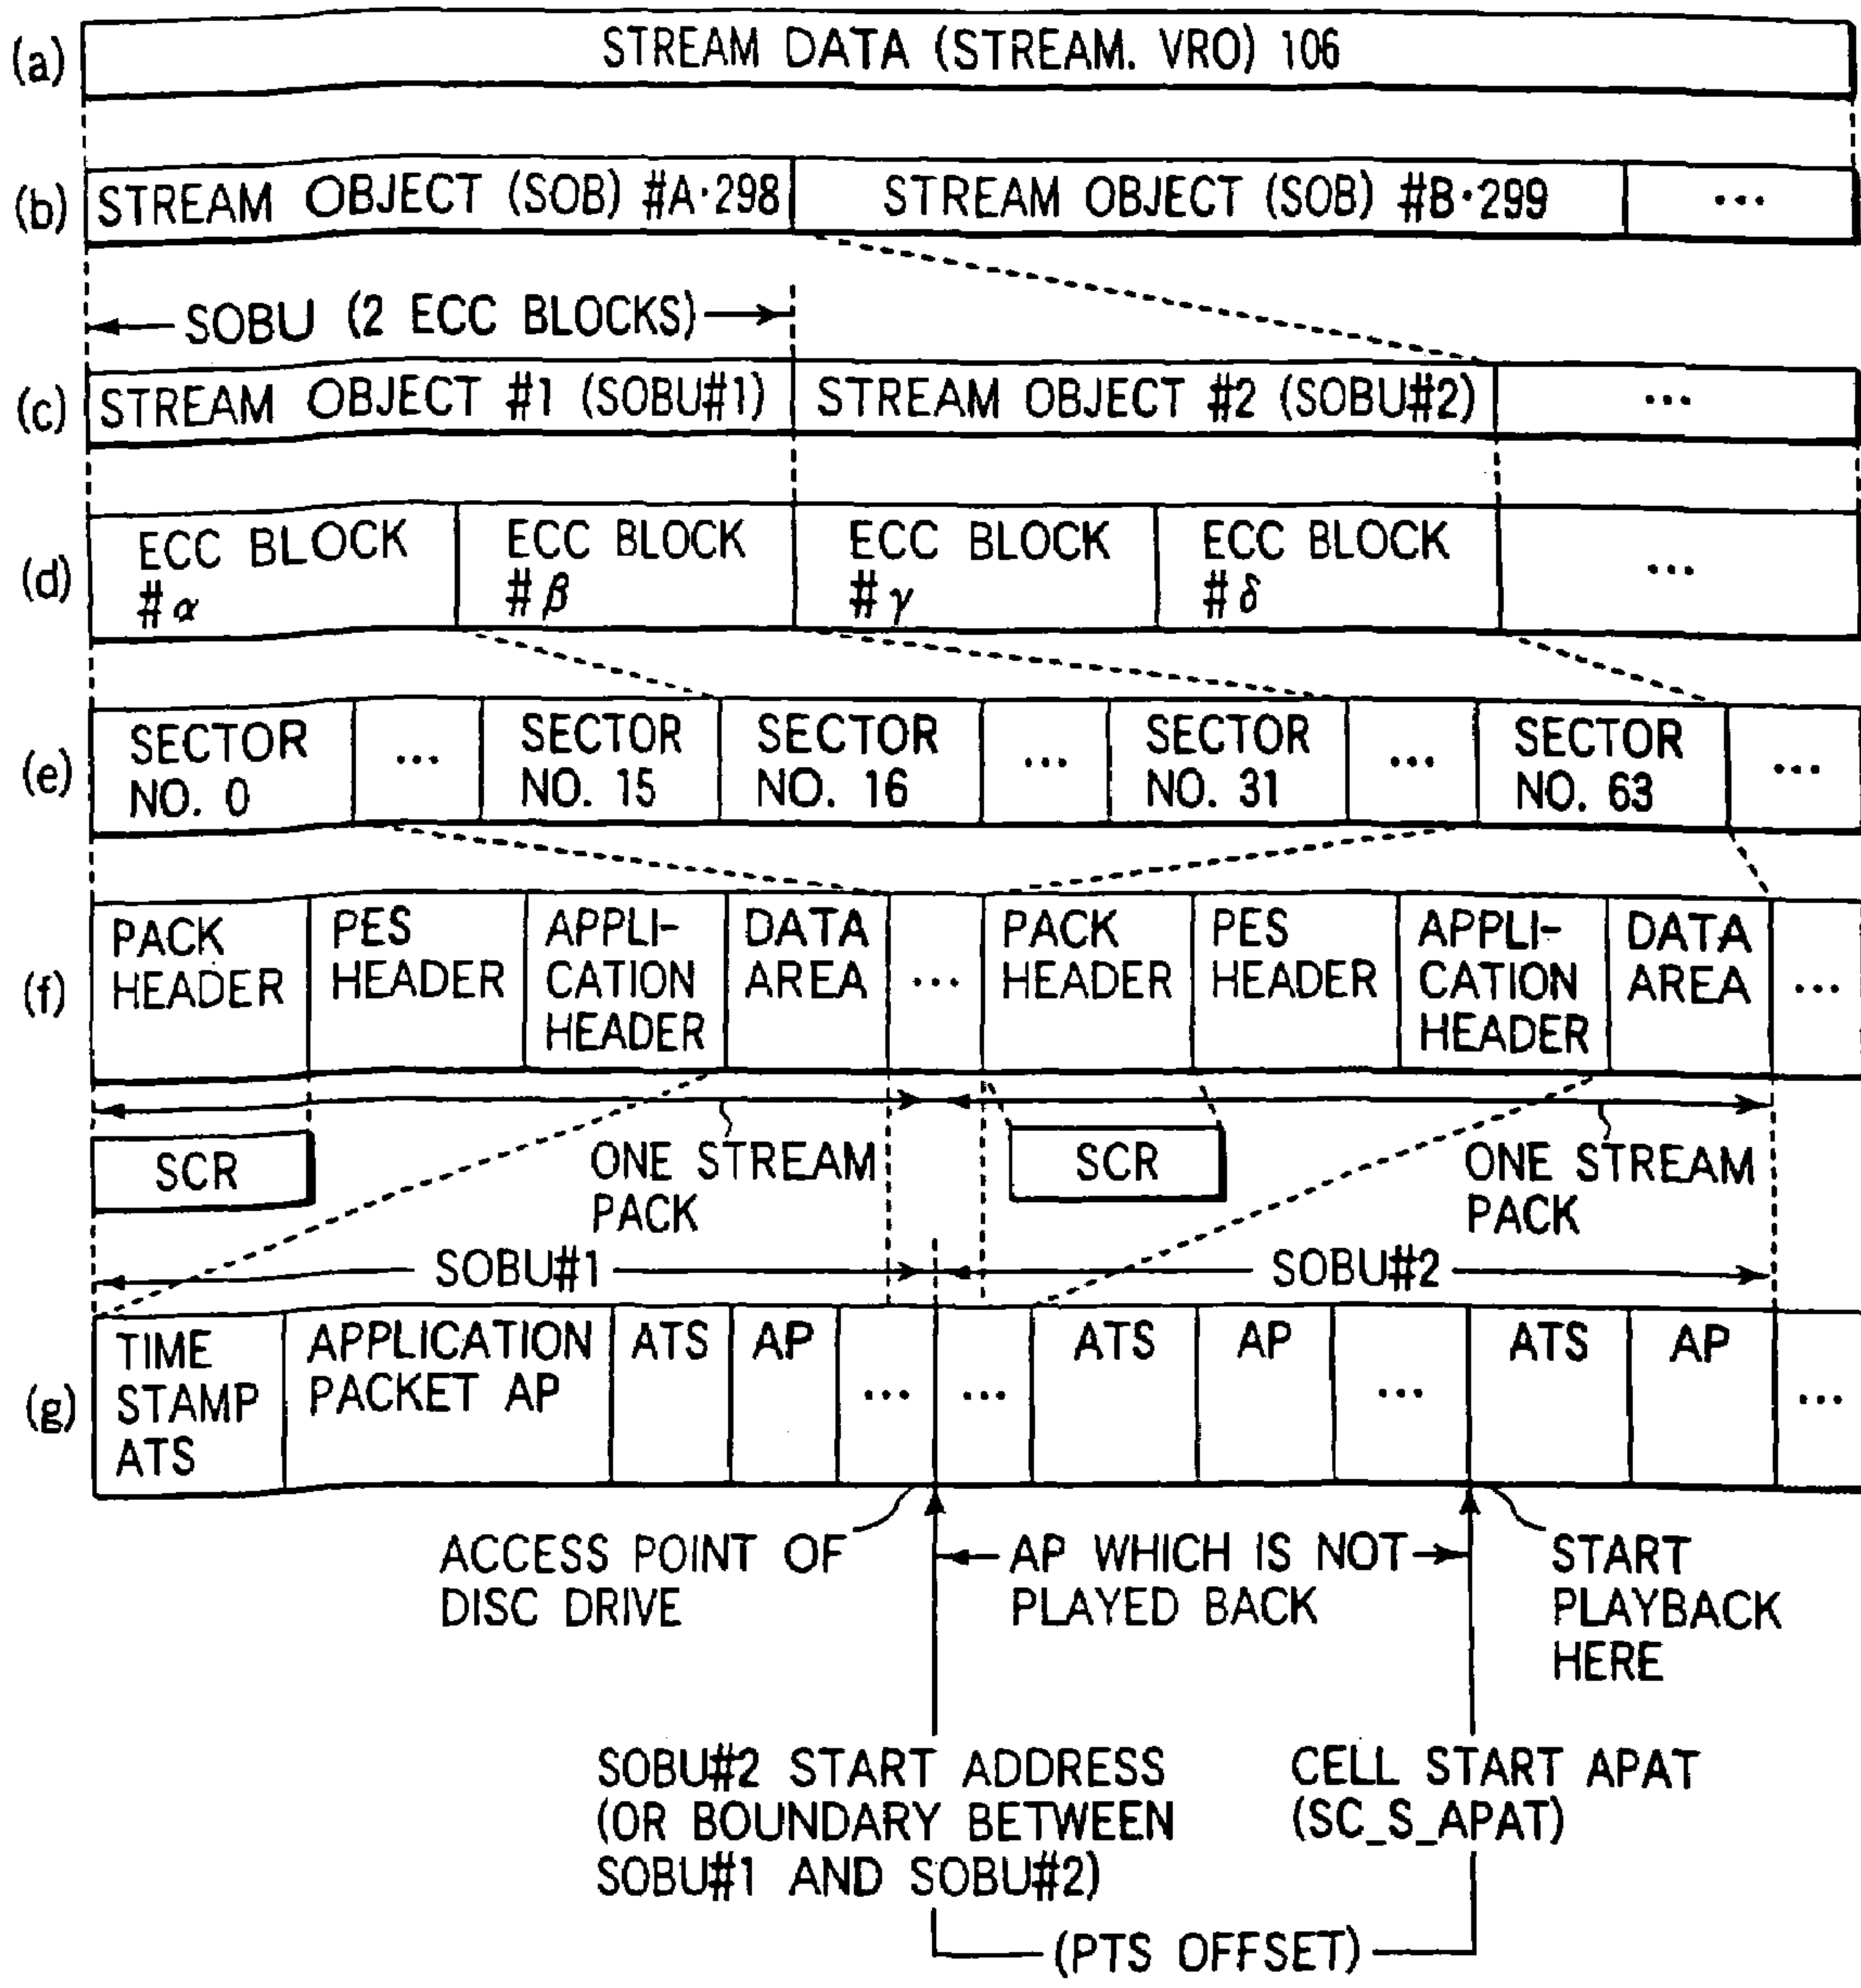 (a) STREAM DATA (STREAM. VRO) 106
(b) STREAM OBJECT (SOB) #A·298 STREAM OBJECT (SOB) #B·299 ...
SOBU (2 ECC BLOCKS)
(c) STREAM OBJECT #1 (SOBU#1) STREAM OBJECT #2 (SOBU#2) ...
(d) ECC BLOCK ECC BLOCK ECC BLOCK ECC BLOCK ...
#α #β #γ #δ
(e) SECTOR ... SECTOR SECTOR ... SECTOR ... SECTOR ...
NO. 0 NO. 15 NO. 16 NO. 31 NO. 63
(f) PACK PES APPLI- DATA ... PACK PES APPLI- DATA ...
HEADER HEADER CATION AREA HEADER HEADER CATION AREA
HEADER HEADER
SCR ONE STREAM SCR ONE STREAM
PACK PACK
SOBU#1 SOBU#2
(g) TIME APPLICATION ATS AP ... ... ATS AP ... ATS AP ...
STAMP PACKET AP
ATS
ACCESS POINT OF AP WHICH IS NOT START
DISC DRIVE PLAYED BACK PLAYBACK
HERE
SOBU#2 START ADDRESS CELL START APAT
(OR BOUNDARY BETWEEN (SC_S_APAT)
SOBU#1 AND SOBU#2)
(PTS OFFSET)